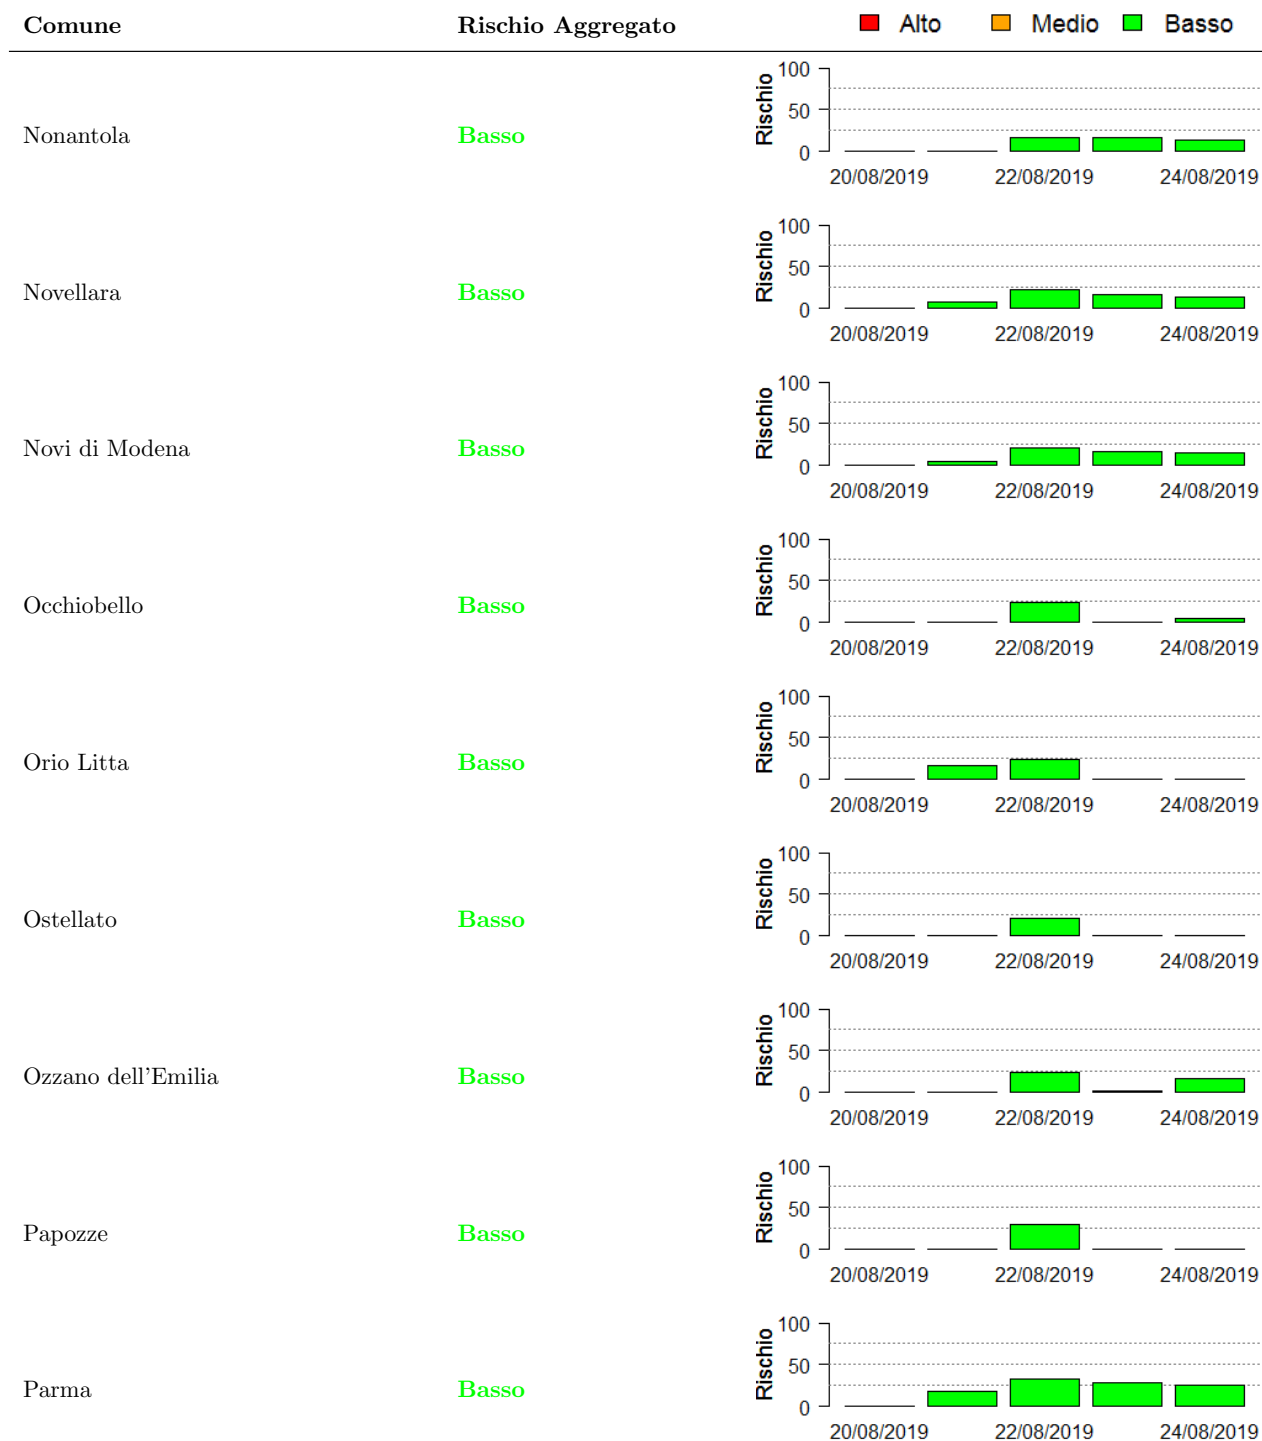 Comune Rischio Aggregato Alto Medio Basso
Nonantola Basso Rischio 100 50 0
20/08/2019 22/08/2019 24/08/2019
Novellara Basso Rischio 100 50 0
20/08/2019 22/08/2019 24/08/2019
Novi di Modena Basso Rischio 100 50 0
20/08/2019 22/08/2019 24/08/2019
Occhiobello Basso Rischio 100 50 0
20/08/2019 22/08/2019 24/08/2019
Orio Litta Basso Rischio 100 50 0
20/08/2019 22/08/2019 24/08/2019
Ostellato Basso Rischio 100 50 0
20/08/2019 22/08/2019 24/08/2019
Ozzano dell'Emilia Basso Rischio 100 50 0
20/08/2019 22/08/2019 24/08/2019
Papozze Basso Rischio 100 50 0
20/08/2019 22/08/2019 24/08/2019
Parma Basso Rischio 100 50 0
20/08/2019 22/08/2019 24/08/2019